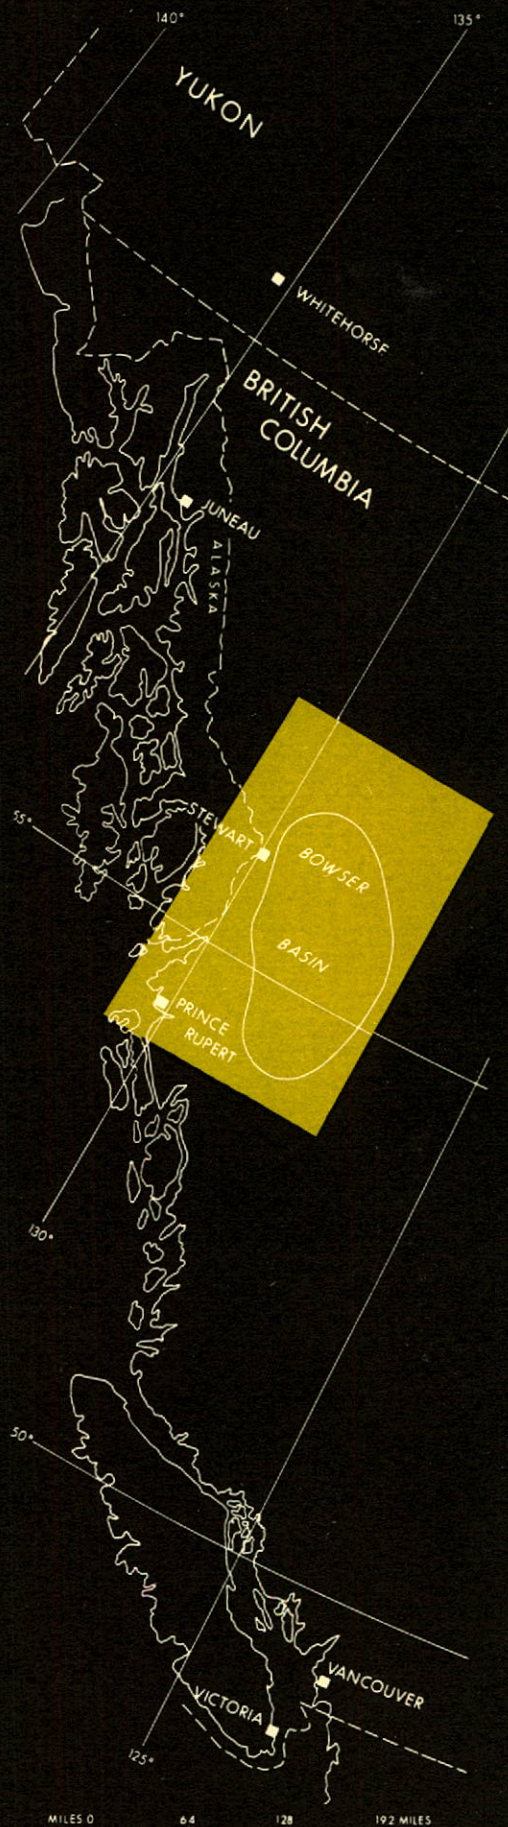 140°
135°
YUKON
WHITEHORSE
BRITISH
COLUMBIA
JUNEAU
ALASKA
55°
STEWART
BOWSER
BASIN
PRINCE
RUPERT
130°
50°
VANCOUVER
VICTORIA
125°
MILES 0 64 128 192 MILES